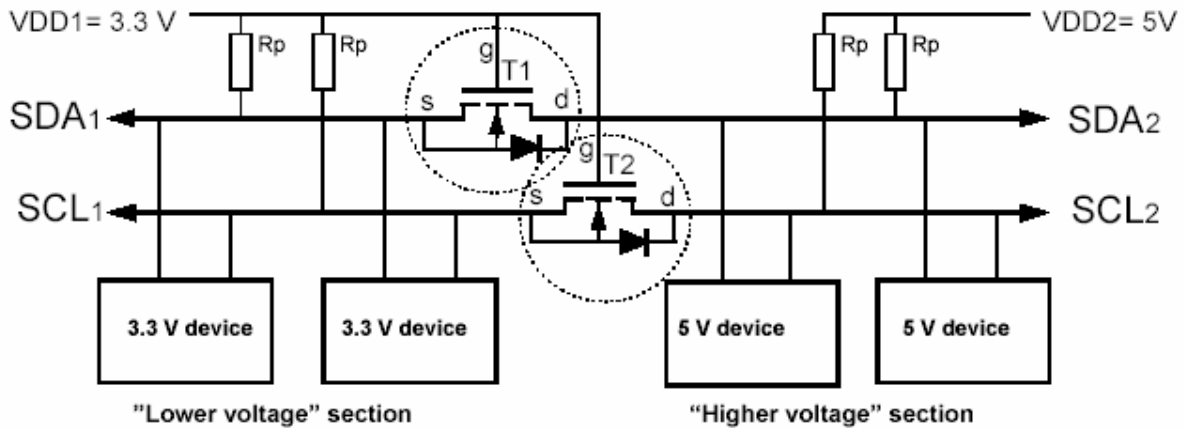 VDD1= 3.3 V
VDD2= 5V
Rp
Rp
Rp
Rp
g
T1
s
d
SDA1
SDA2
g
T2
s
d
SCL1
SCL2
3.3 V device
3.3 V device
5 V device
5 V device
”Lower voltage” section
“Higher voltage” section